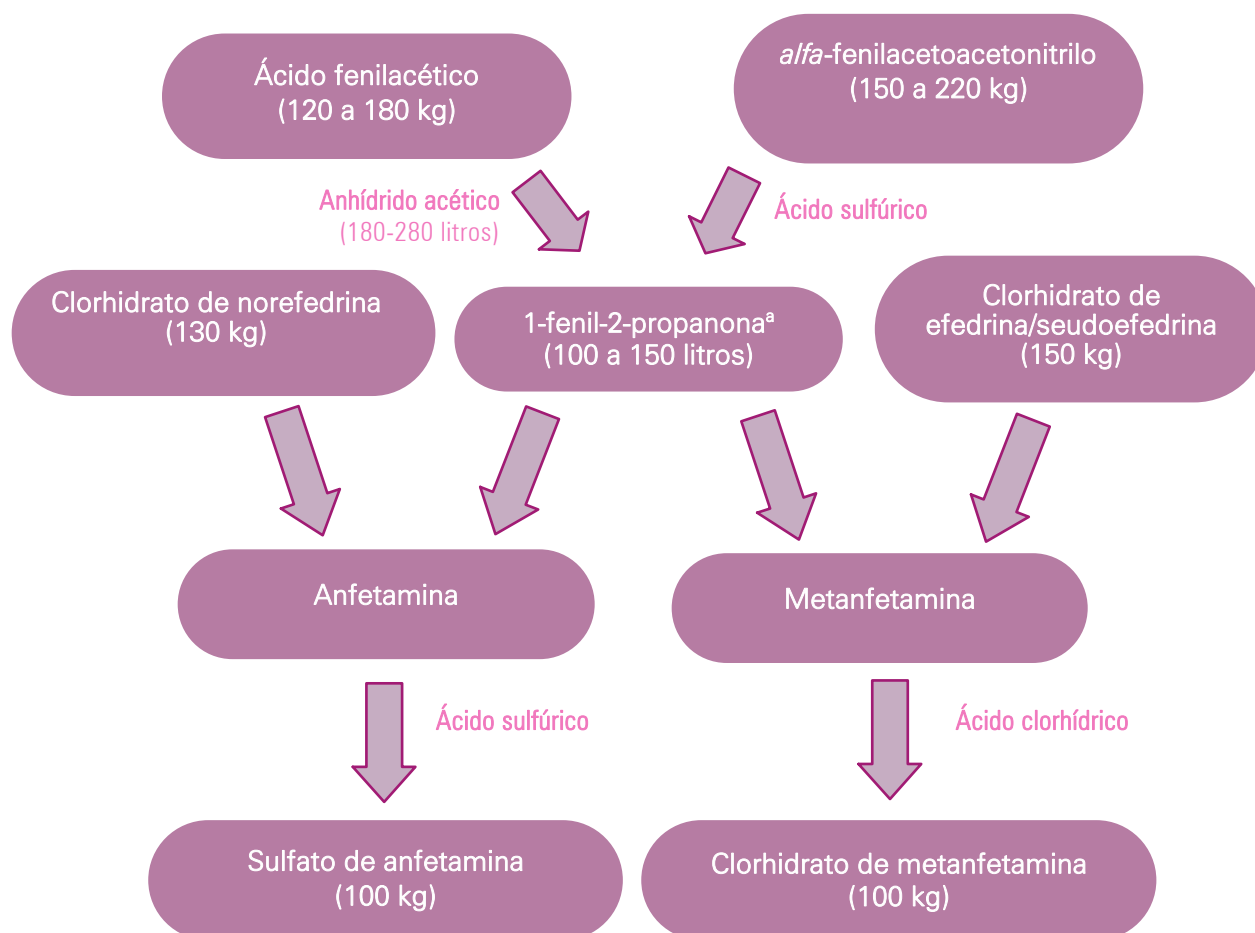 Ácido fenilacético
(120 a 180 kg)
alfa-fenilacetoacetonitrilo
(150 a 220 kg)
Anhídrido acético
(180-280 litros)
Ácido sulfúrico
Clorhidrato de norefedrina
(130 kg)
1-fenil-2-propanonaᵃ
(100 a 150 litros)
Clorhidrato de
efedrina/seudoefedrina
(150 kg)
Anfetamina
Metanfetamina
Ácido sulfúrico
Ácido clorhídrico
Sulfato de anfetamina
(100 kg)
Clorhidrato de metanfetamina
(100 kg)